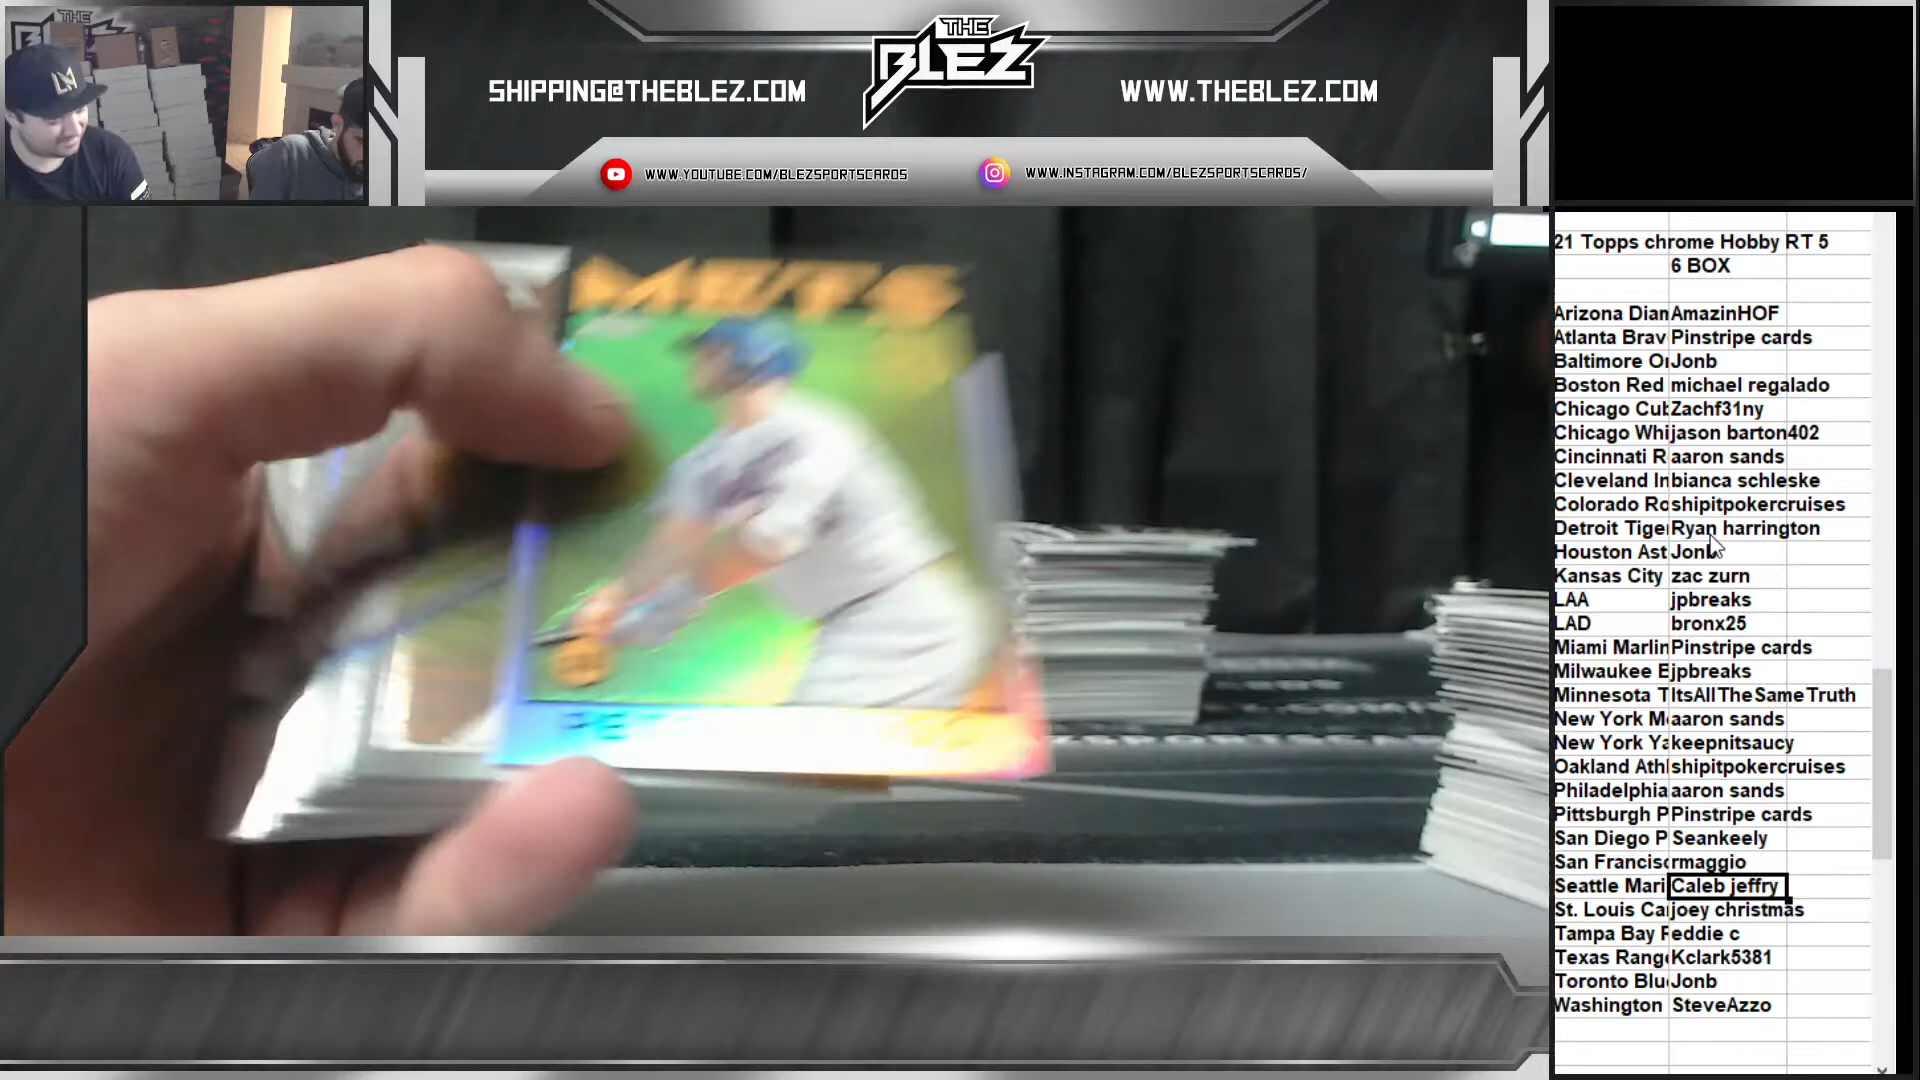 THE
BLEZ
SHIPPING@THEBLEZ.COM
WWW.THEBLEZ.COM
WWW.YOUTUBE.COM/BLEZSPORTSCARDS
WWW.INSTAGRAM.COM/BLEZSPORTSCARDS/
METS
21 Topps chrome Hobby RT 5
6 BOX
Arizona Diam AmazinHOF
Atlanta Brav Pinstripe cards
Baltimore Or Jonb
Boston Red michael regalado
Chicago Cub Zachf31ny
Chicago Whi jason barton402
Cincinnati R aaron sands
Cleveland In bianca schleske
Colorado Ro shipitpokercruises
Detroit Tige Ryan harrington
Houston Ast Jonb
Kansas City zac zurn
LAA jpbreaks
LAD bronx25
Miami Marlin Pinstripe cards
Milwaukee B jpbreaks
Minnesota T ItsAllTheSameTruth
New York M aaron sands
New York Ya keepnitsaucy
Oakland Ath shipitpokercruises
Philadelphia aaron sands
Pittsburgh P Pinstripe cards
San Diego P Seankeely
San Francisc rmaggio
Seattle Mari Caleb jeffry
St. Louis Ca joey christmas
Tampa Bay R eddie c
Texas Rang Kclark5381
Toronto Blu Jonb
Washington SteveAzzo